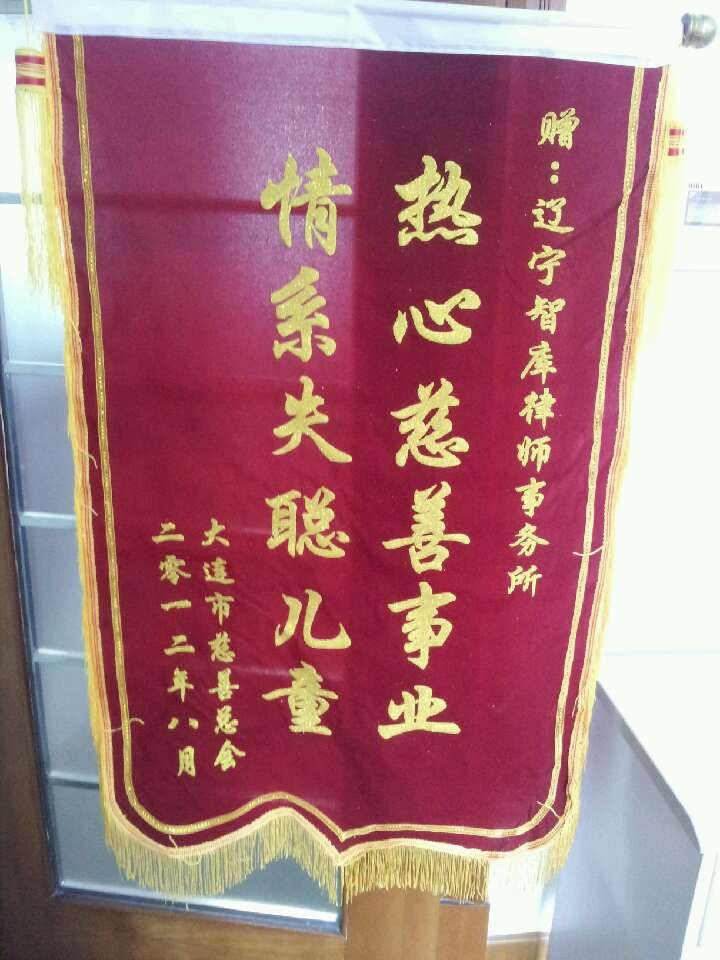 赠：辽宁智库律师事务所
热心慈善事业
情系失聪儿童
大连市慈善总会
二零一二年八月